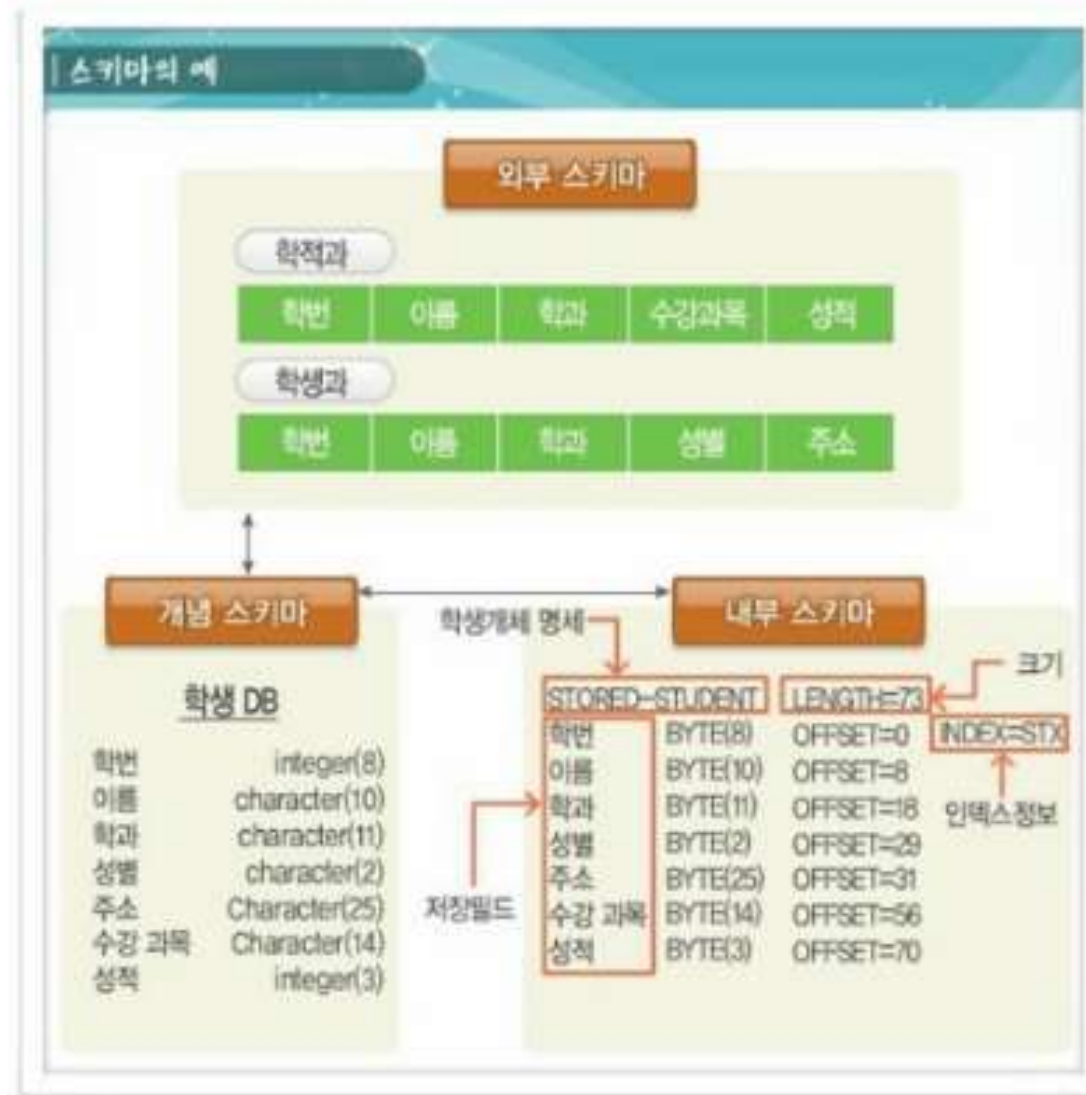 스키마의 예
외부 스키마
학적과
학번 이름 학과 수강과목 성적
학생과
학번 이름 학과 성별 주소
개념 스키마
학생 DB
학번 integer(8)
이름 character(10)
학과 character(11)
성별 character(2)
주소 Character(25)
수강 과목 Character(14)
성적 integer(3)
내부 스키마
학생개체 명세
크기
STORED-STUDENT LENGTH=73
학번 BYTE(8) OFFSET=0 INDEX=STX
이름 BYTE(10) OFFSET=8
학과 BYTE(11) OFFSET=18
성별 BYTE(2) OFFSET=29
주소 BYTE(25) OFFSET=31
수강 과목 BYTE(14) OFFSET=56
성적 BYTE(3) OFFSET=70
인덱스정보
저장필드